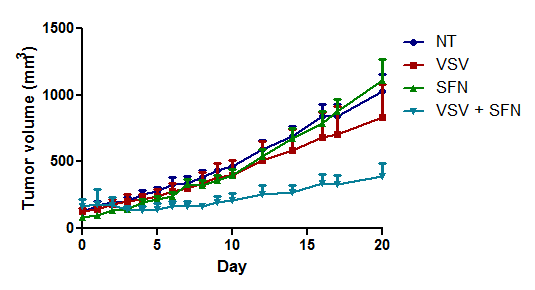 Tumor volume (mm³)
1500
1000
500
0
0
5
10
15
20
Day
NT
VSV
SFN
VSV + SFN